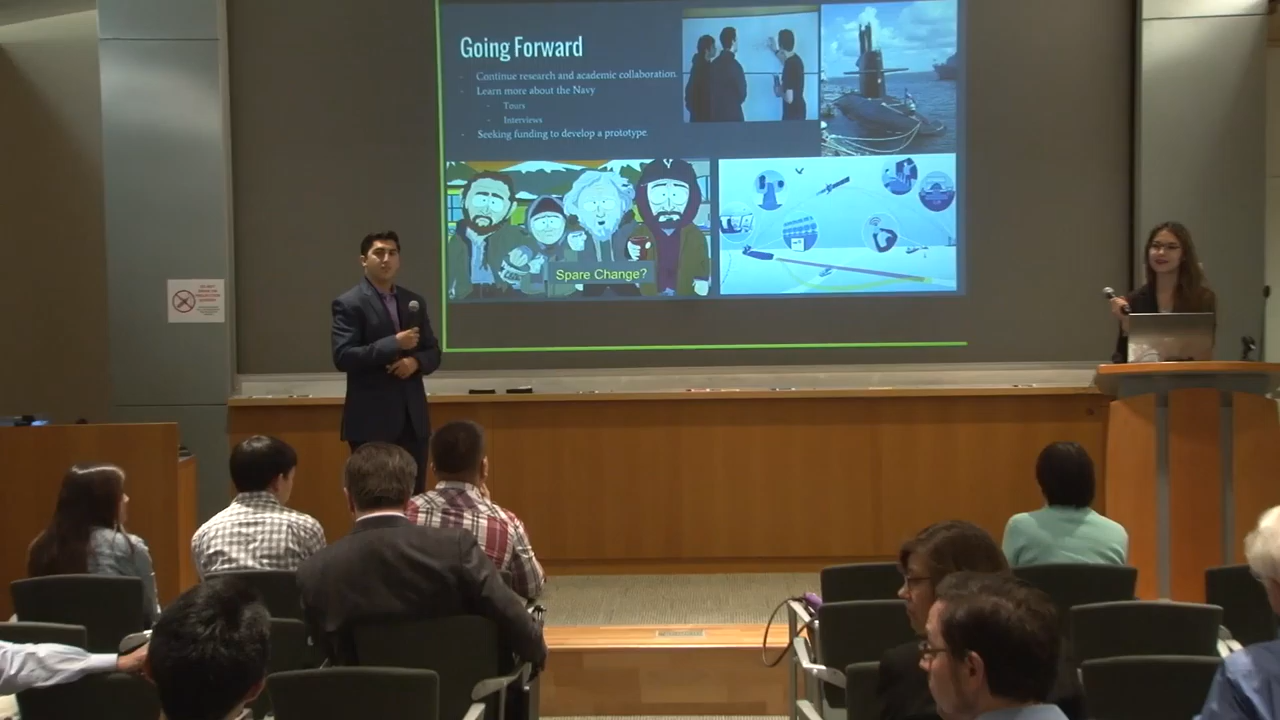 Going Forward
- Continue research and academic collaboration.
- Learn more about the Navy
- Tours
- Interviews
- Seeking funding to develop a prototype.
Spare Change?